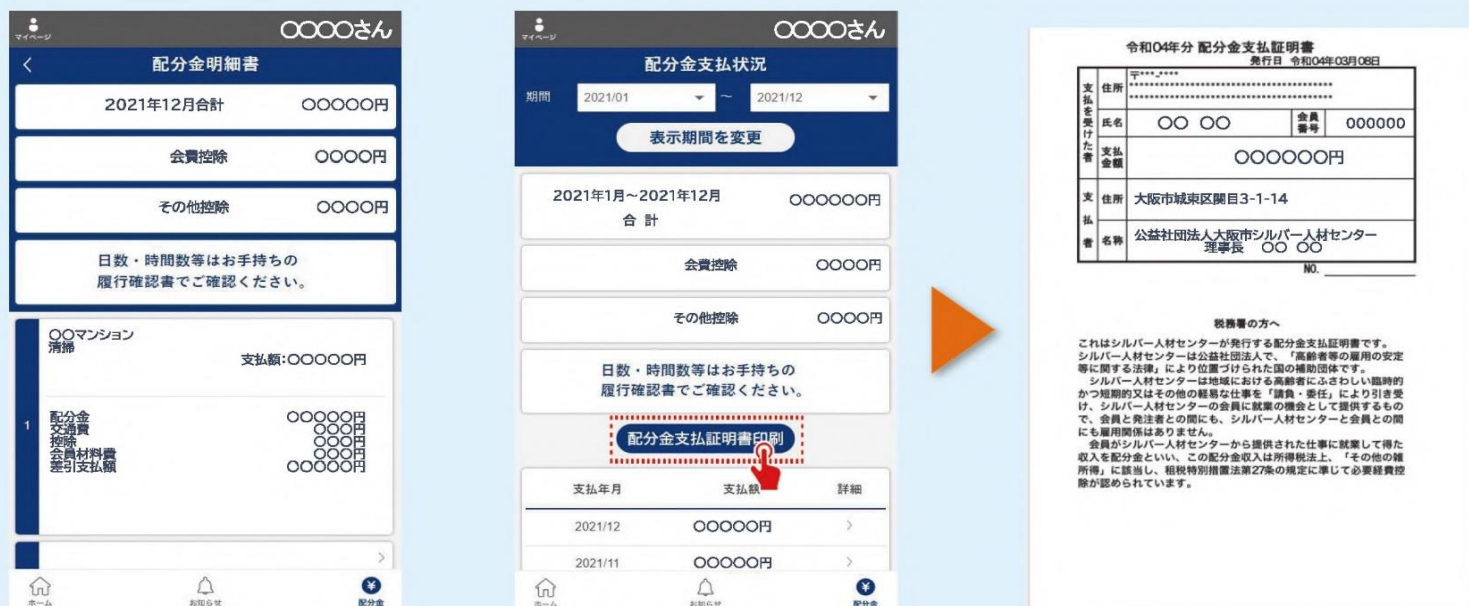 マイページ
〇〇〇〇さん
配分金明細書
2021年12月合計 〇〇〇〇〇円
会費控除 〇〇〇〇円
その他控除 〇〇〇〇円
日数・時間数等はお手持ちの
履行確認書でご確認ください。
1
〇〇マンション
清掃
支払額:〇〇〇〇〇円
配分金 〇〇〇〇〇円
交通費 〇〇〇円
控除 〇〇〇円
会員材料費 〇〇〇円
差引支払額 〇〇〇〇〇円
ホーム
お知らせ
配分金
マイページ
〇〇〇〇さん
配分金支払状況
期間 2021/01 ～ 2021/12
表示期間を変更
2021年1月~2021年12月
合 計
〇〇〇〇〇〇円
会費控除 〇〇〇〇円
その他控除 〇〇〇〇円
日数・時間数等はお手持ちの
履行確認書でご確認ください。
配分金支払証明書印刷
支払年月 支払額 詳細
2021/12 〇〇〇〇〇円
2021/11 〇〇〇〇〇円
ホーム
お知らせ
配分金
令和04年分 配分金支払証明書
発行日 令和04年03月08日
支払を受けた者
住所
〒***-****
************************************
************************************
氏名 〇〇 〇〇 会員番号 000000
支払金額 〇〇〇〇〇〇円
支払者
住所 大阪市城東区関目3-1-14
名称 公益社団法人大阪市シルバー人材センター
理事長 〇〇 〇〇
NO.
税務署の方へ
これはシルバー人材センターが発行する配分金支払証明書です。
シルバー人材センターは公益社団法人で、「高齢者等の雇用の安定
等に関する法律」により位置づけられた国の補助団体です。
シルバー人材センターは地域における高齢者にふさわしい臨時的
かつ短期的又はその他の軽易な仕事を「請負・委任」により引き受
け、シルバー人材センターの会員に就業の機会として提供するもの
で、会員と発注者との間にも、シルバー人材センターと会員との間
にも雇用関係はありません。
会員がシルバー人材センターから提供された仕事に就業して得た
収入を配分金といい、この配分金収入は所得税法上、「その他の雑
所得」に該当し、租税特別措置法第27条の規定に準じて必要経費控
除が認められています。